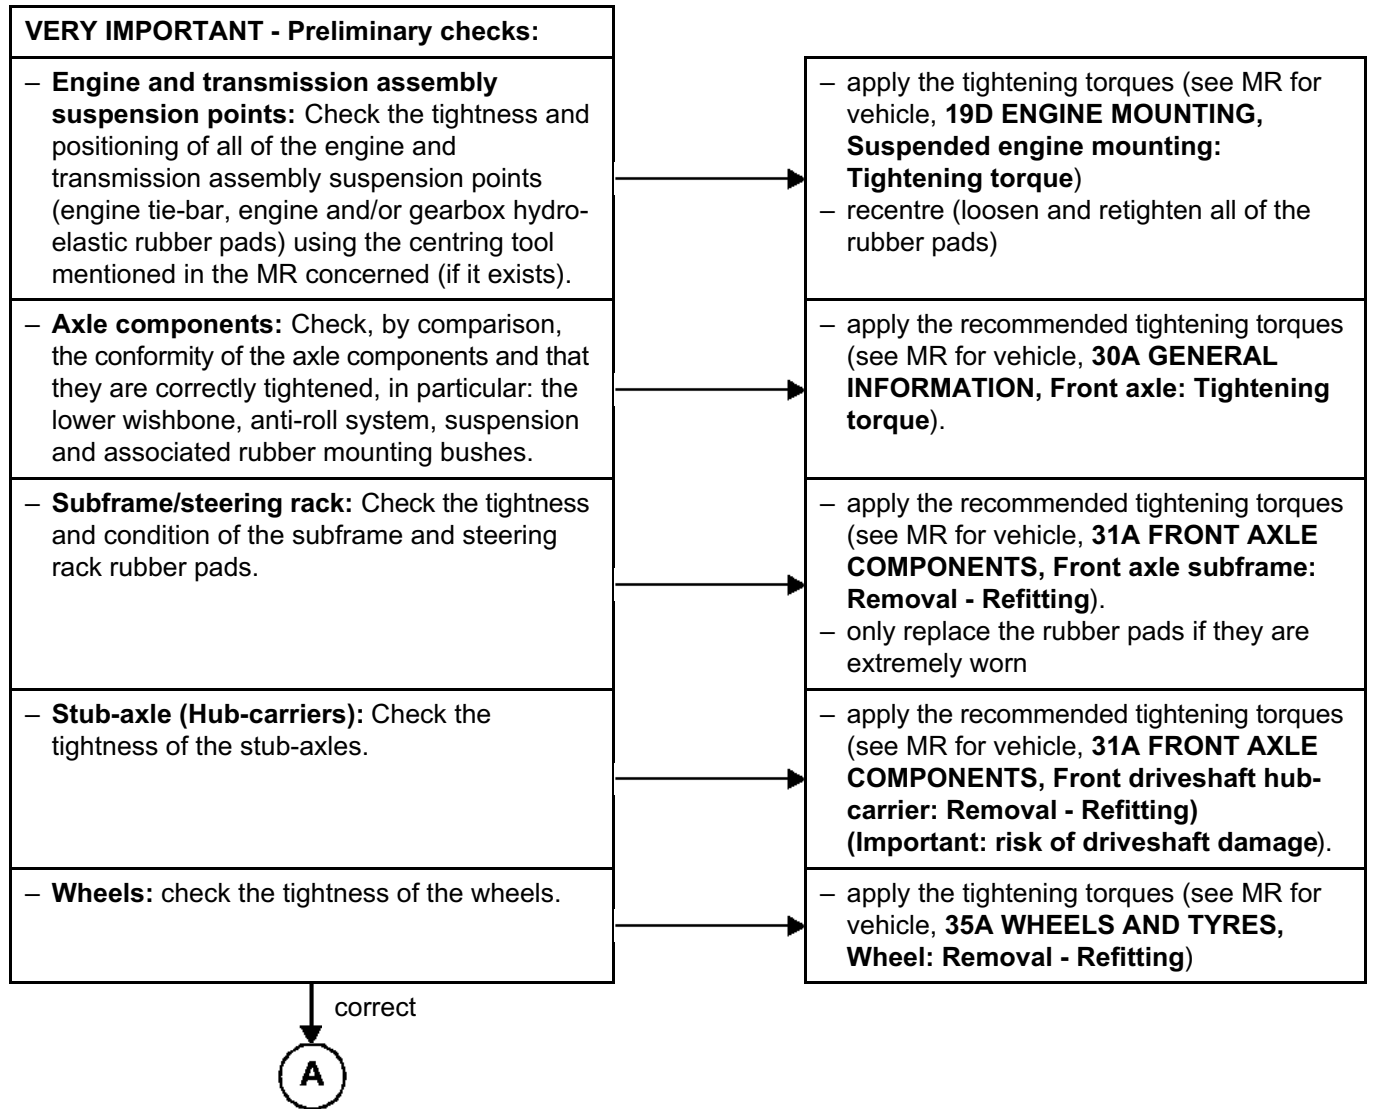 VERY IMPORTANT - Preliminary checks:
– Engine and transmission assembly
suspension points: Check the tightness and
positioning of all of the engine and
transmission assembly suspension points
(engine tie-bar, engine and/or gearbox hydro-
elastic rubber pads) using the centring tool
mentioned in the MR concerned (if it exists).
– apply the tightening torques (see MR for
vehicle, 19D ENGINE MOUNTING,
Suspended engine mounting:
Tightening torque)
– recentre (loosen and retighten all of the
rubber pads)
– Axle components: Check, by comparison,
the conformity of the axle components and that
they are correctly tightened, in particular: the
lower wishbone, anti-roll system, suspension
and associated rubber mounting bushes.
– apply the recommended tightening torques
(see MR for vehicle, 30A GENERAL
INFORMATION, Front axle: Tightening
torque).
– Subframe/steering rack: Check the tightness
and condition of the subframe and steering
rack rubber pads.
– apply the recommended tightening torques
(see MR for vehicle, 31A FRONT AXLE
COMPONENTS, Front axle subframe:
Removal - Refitting).
– only replace the rubber pads if they are
extremely worn
– Stub-axle (Hub-carriers): Check the
tightness of the stub-axles.
– apply the recommended tightening torques
(see MR for vehicle, 31A FRONT AXLE
COMPONENTS, Front driveshaft hub-
carrier: Removal - Refitting)
(Important: risk of driveshaft damage).
– Wheels: check the tightness of the wheels.
– apply the tightening torques (see MR for
vehicle, 35A WHEELS AND TYRES,
Wheel: Removal - Refitting)
correct
A